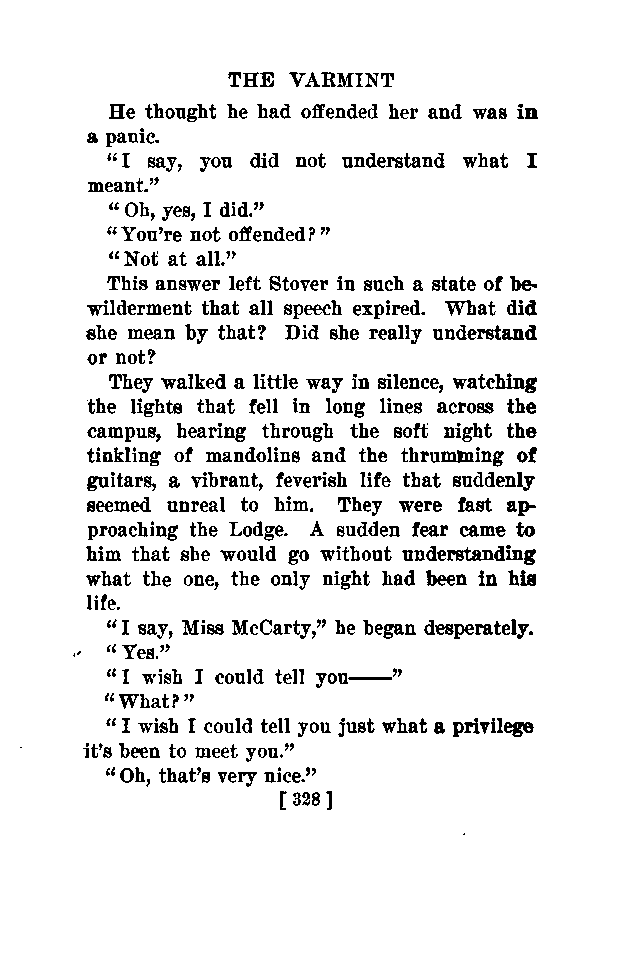 THE VARMINT
He thought he had offended her and was in
a panic.
"I say, you did not understand what I
meant."
"Oh, yes, I did."
"You're not offended?"
"Not at all."
This answer left Stover in such a state of be-
wilderment that all speech expired. What did
she mean by that? Did she really understand
or not?
They walked a little way in silence, watching
the lights that fell in long lines across the
campus, hearing through the soft night the
tinkling of mandolins and the thrumming of
guitars, a vibrant, feverish life that suddenly
seemed unreal to him. They were fast ap-
proaching the Lodge. A sudden fear came to
him that she would go without understanding
what the one, the only night had been in his
life.
"I say, Miss McCarty," he began desperately.
"Yes."
"I wish I could tell you——"
"What?"
"I wish I could tell you just what a privilege
it's been to meet you."
"Oh, that's very nice."
[ 328 ]